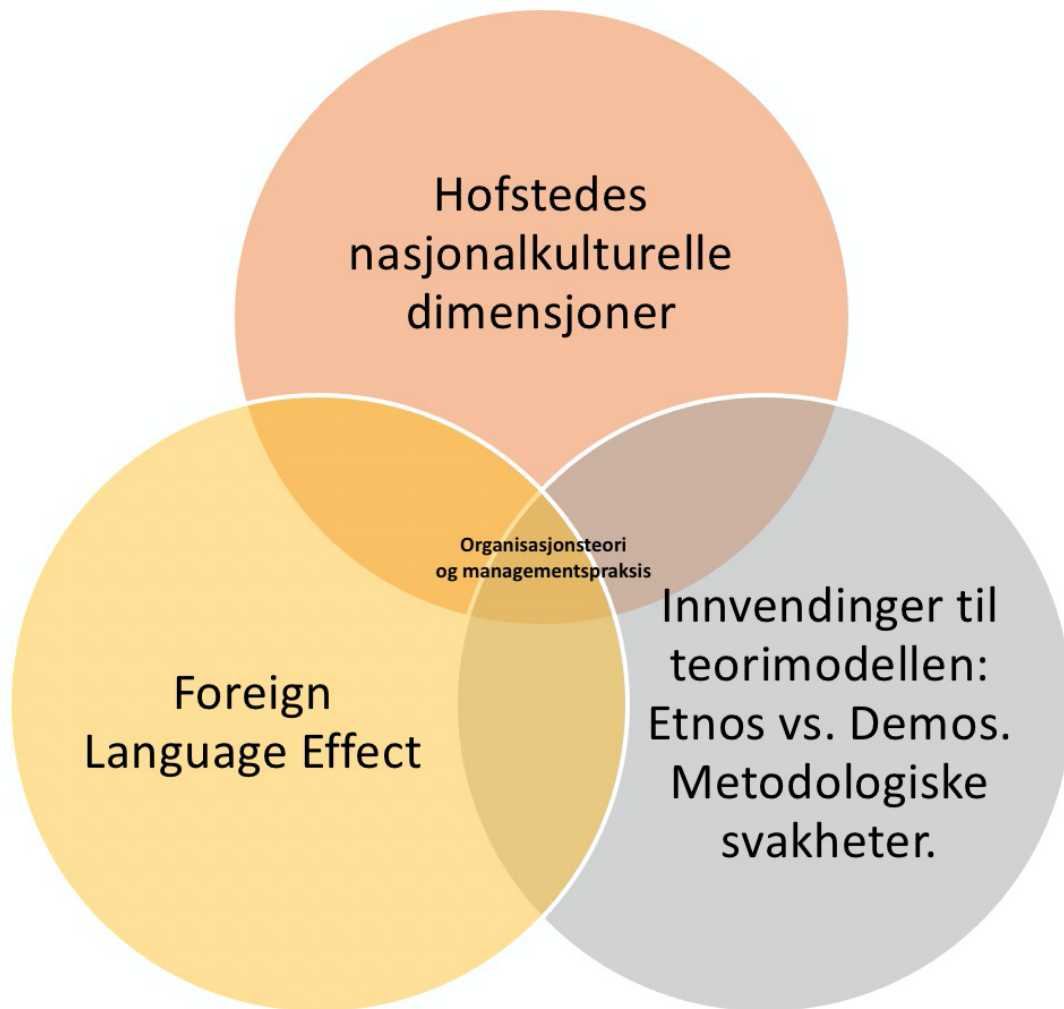 Hofstedes
nasjonalkulturelle
dimensjoner
Organisasjonsteori
og managementspraksis
Foreign
Language Effect
Innvendinger til
teorimodellen:
Etnos vs. Demos.
Metodologiske
svakheter.